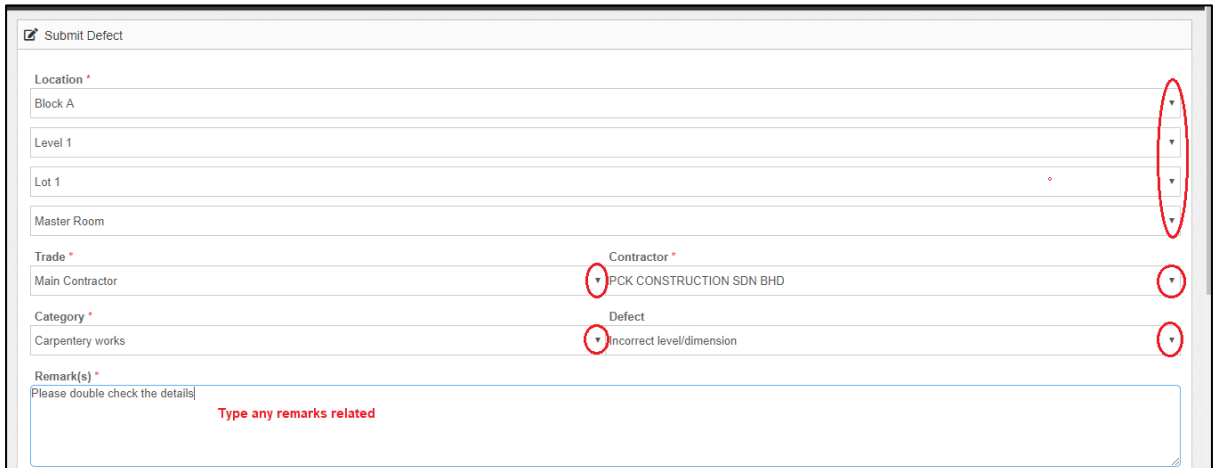 Submit Defect
Location *
Block A
Level 1
Lot 1
Master Room
Trade * Contractor *
Main Contractor PCK CONSTRUCTION SDN BHD
Category * Defect
Carpentery works Incorrect level/dimension
Remark(s) *
Please double check the details
Type any remarks related